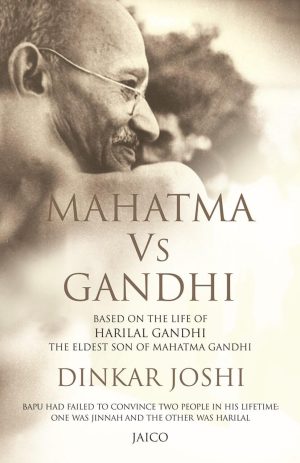 MAHATMA
VS
GANDHI
BASED ON THE LIFE OF
HARILAL GANDHI
THE ELDEST SON OF MAHATMA GANDHI
DINKAR JOSHI
BAPU HAD FAILED TO CONVINCE TWO PEOPLE IN HIS LIFETIME:
ONE WAS JINNAH AND THE OTHER WAS HARILAL
JAICO